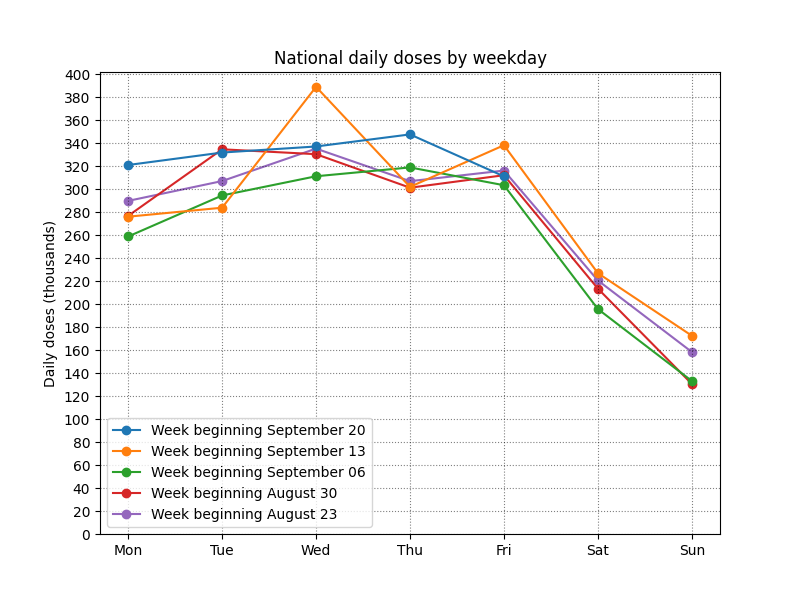 National daily doses by weekday
Daily doses (thousands)
400
380
360
340
320
300
280
260
240
220
200
180
160
140
120
100
80
60
40
20
0
Week beginning September 20
Week beginning September 13
Week beginning September 06
Week beginning August 30
Week beginning August 23
Mon Tue Wed Thu Fri Sat Sun